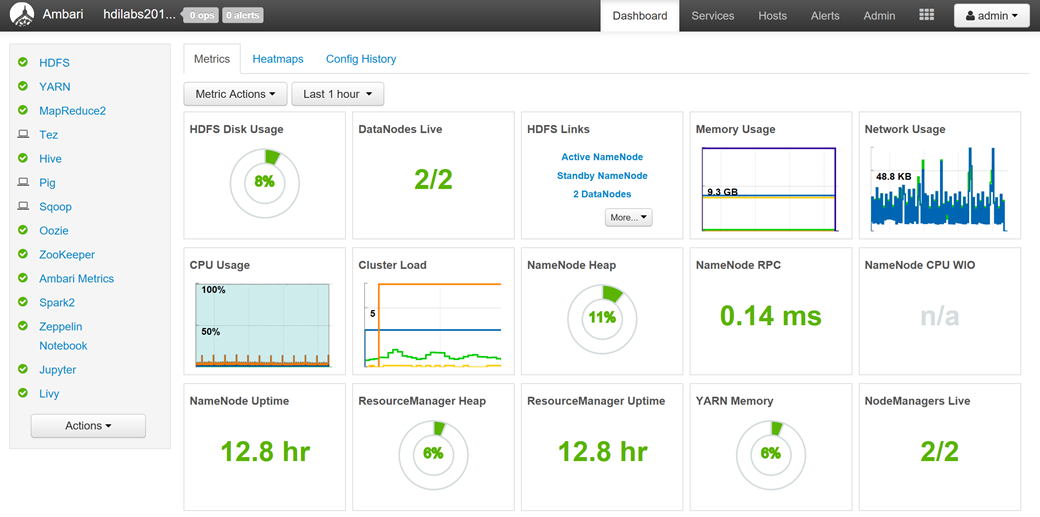 Ambari hdilabs201... 0 ops 0 alerts Dashboard Services Hosts Alerts Admin admin
HDFS
YARN
MapReduce2
Tez
Hive
Pig
Sqoop
Oozie
ZooKeeper
Ambari Metrics
Spark2
Zeppelin
Notebook
Jupyter
Livy
Actions
Metrics Heatmaps Config History
Metric Actions Last 1 hour
HDFS Disk Usage
8%
DataNodes Live
2/2
HDFS Links
Active NameNode
Standby NameNode
2 DataNodes
More...
Memory Usage
9.3 GB
Network Usage
48.8 KB
CPU Usage
100%
50%
Cluster Load
5
NameNode Heap
11%
NameNode RPC
0.14 ms
NameNode CPU WIO
n/a
NameNode Uptime
12.8 hr
ResourceManager Heap
6%
ResourceManager Uptime
12.8 hr
YARN Memory
6%
NodeManagers Live
2/2